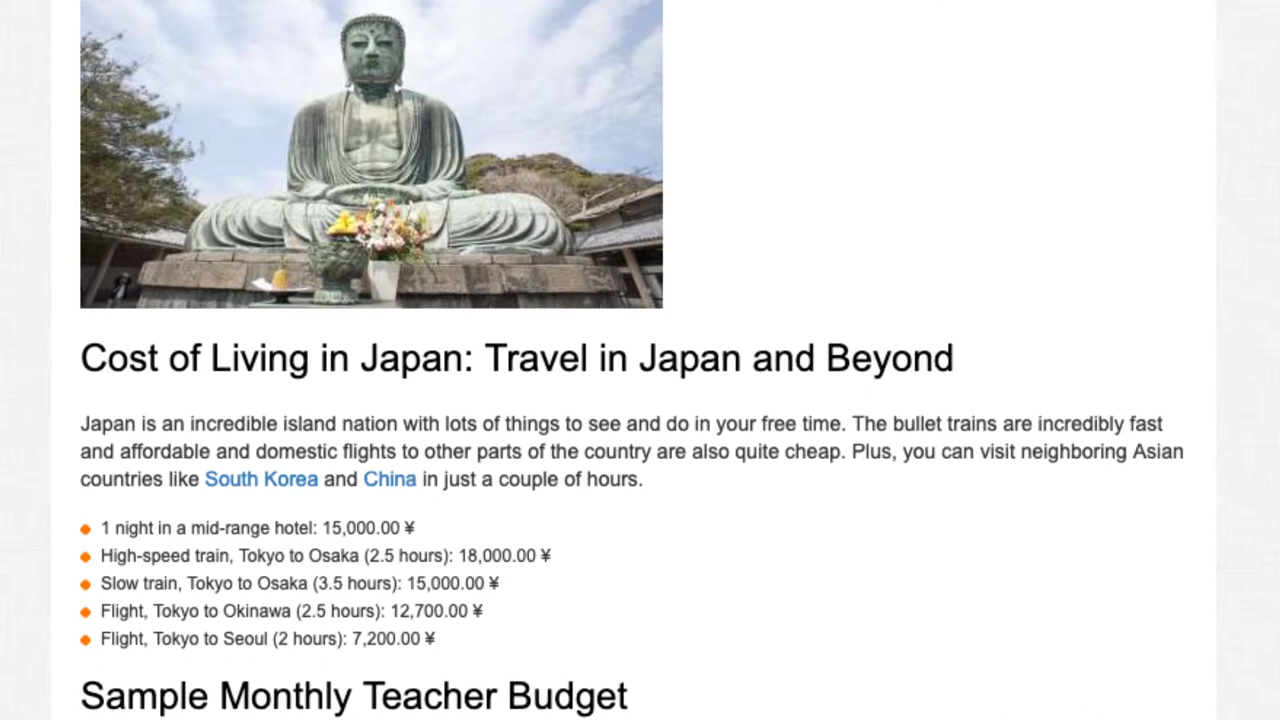 Cost of Living in Japan: Travel in Japan and Beyond
Japan is an incredible island nation with lots of things to see and do in your free time. The bullet trains are incredibly fast
and affordable and domestic flights to other parts of the country are also quite cheap. Plus, you can visit neighboring Asian
countries like South Korea and China in just a couple of hours.
1 night in a mid-range hotel: 15,000.00 ¥
High-speed train, Tokyo to Osaka (2.5 hours): 18,000.00 ¥
Slow train, Tokyo to Osaka (3.5 hours): 15,000.00 ¥
Flight, Tokyo to Okinawa (2.5 hours): 12,700.00 ¥
Flight, Tokyo to Seoul (2 hours): 7,200.00 ¥
Sample Monthly Teacher Budget